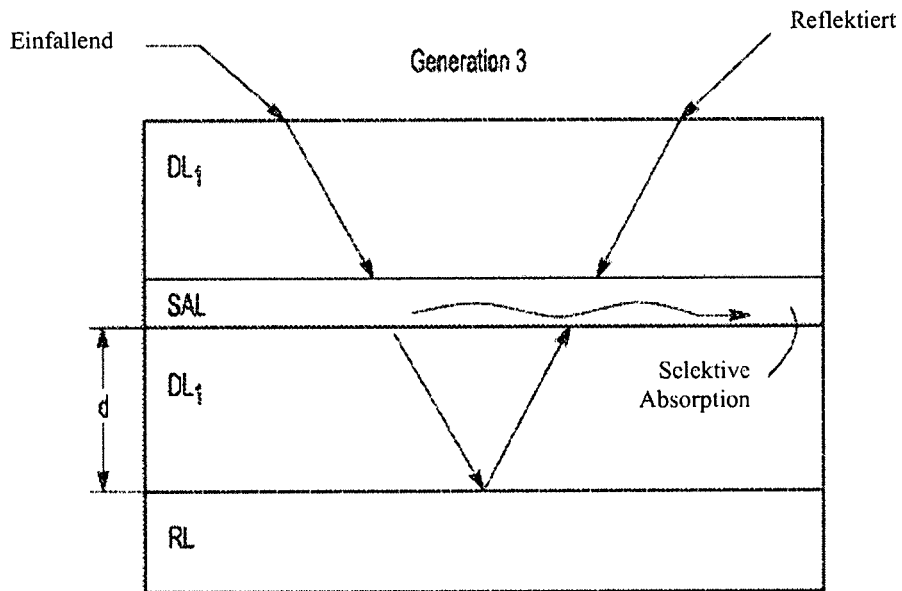 Einfallend
Reflektiert
Generation 3
DL1
SAL
DL1
d
Selektive
Absorption
RL